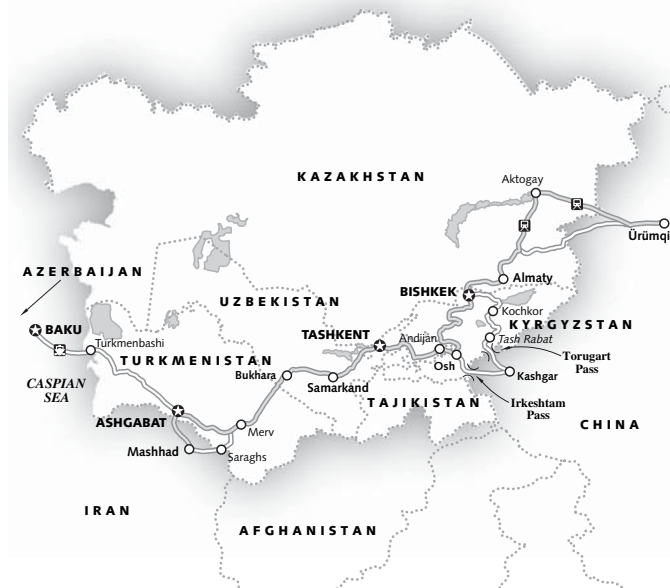 KAZAKHSTAN
Aktogay
Ürümqi
AZERBAIJAN
Almaty
BISHKEK
UZBEKISTAN
Kochkor
KYRGYZSTAN
BAKU
TASHKENT
Andijan
Tash Rabat
Turkmenbashi
TURKMENISTAN
Torugart
Pass
Osh
Bukhara
Kashgar
CASPIAN
SEA
Samarkand
TAJIKISTAN
Irkeshtam
Pass
ASHGABAT
Merv
CHINA
Mashhad
Saraghs
IRAN
AFGHANISTAN